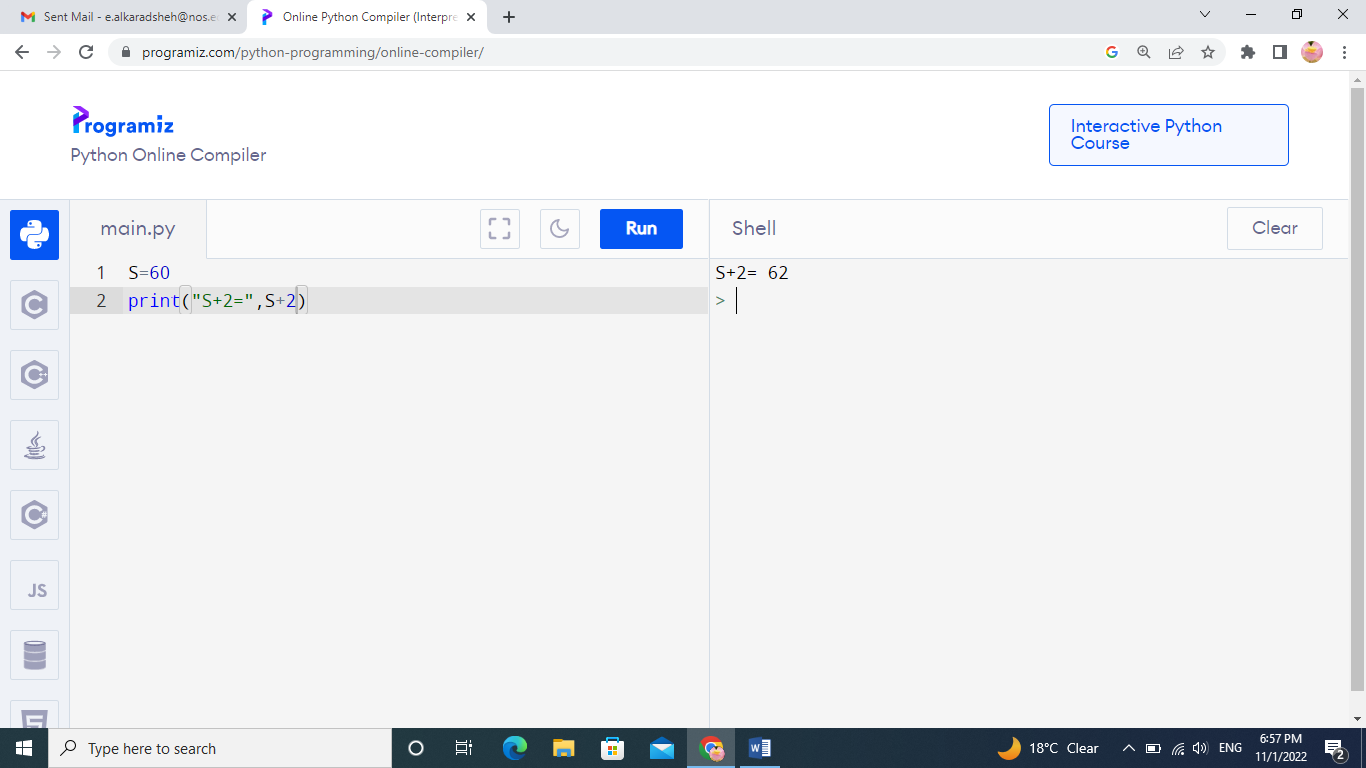 Sent Mail - e.alkaradsheh@nos.e
Online Python Compiler (Interpre
programiz.com/python-programming/online-compiler/
Programiz
Python Online Compiler
Interactive Python
Course
main.py
Run
Shell
Clear
1 S=60
2 print("S+2=",S+2)
S+2= 62
>
JS
Type here to search
18°C Clear
ENG
6:57 PM
11/1/2022
2